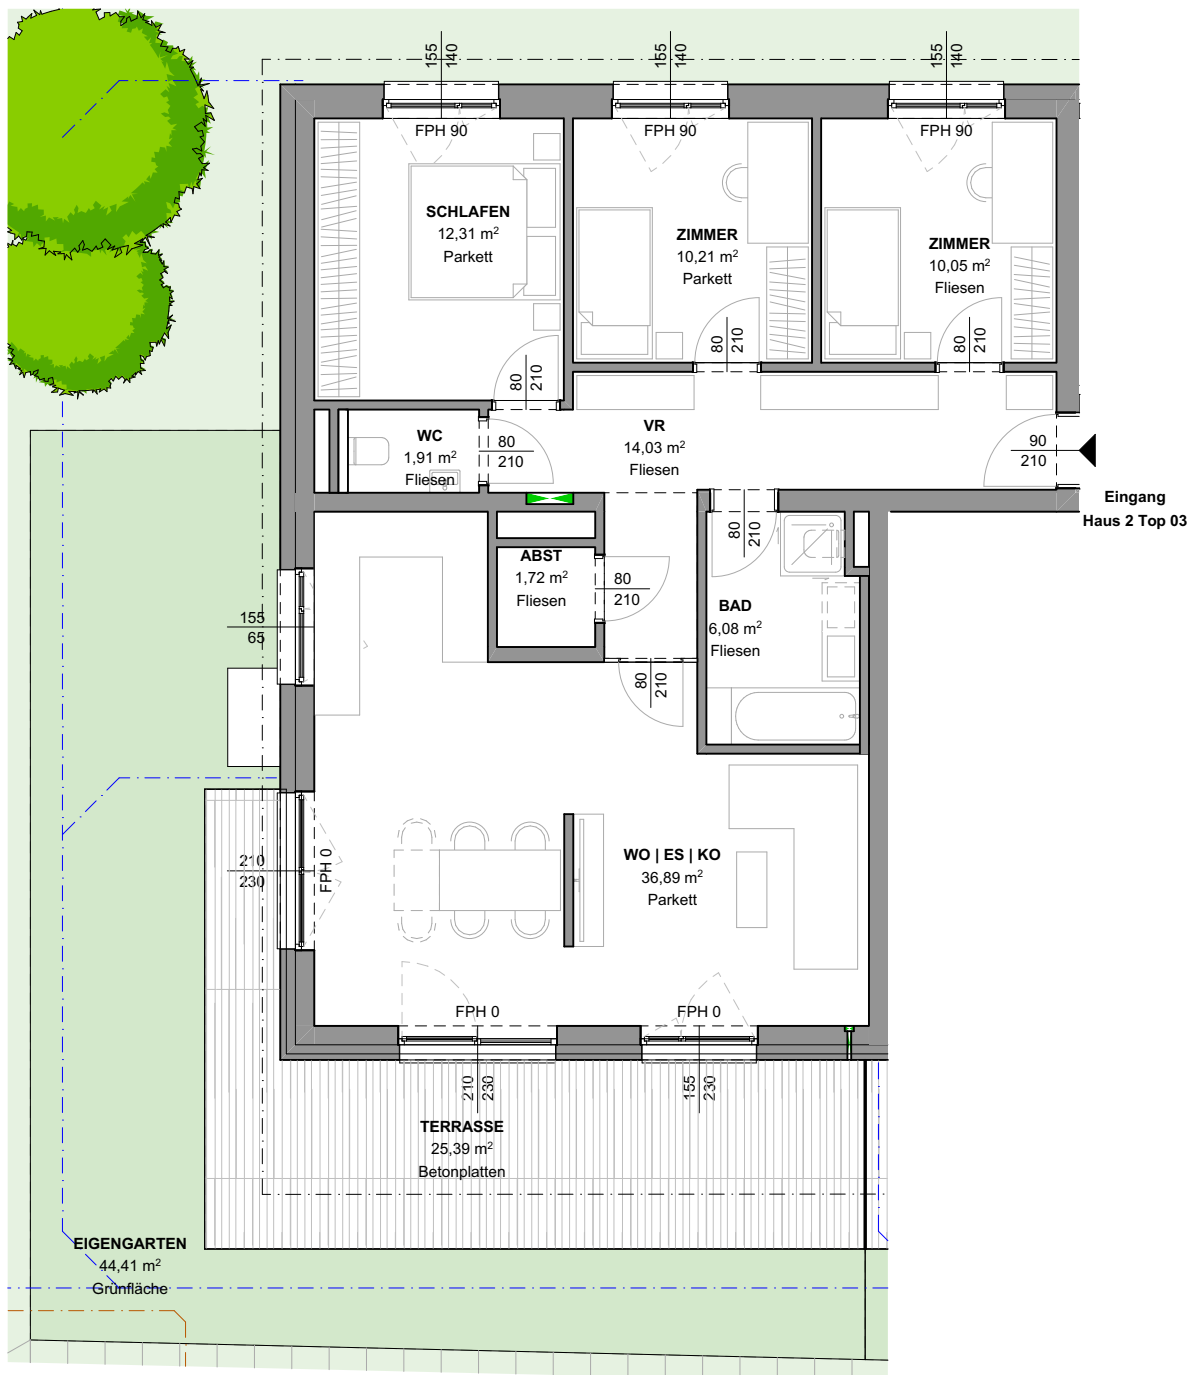 155
140
155
140
155
140
FPH 90
FPH 90
FPH 90
SCHLAFEN
12,31 m²
Parkett
ZIMMER
10,21 m²
Parkett
ZIMMER
10,05 m²
Fliesen
80
210
80
210
80
210
WC
1,91 m²
Fliesen
80
210
VR
14,03 m²
Fliesen
90
210
Eingang
Haus 2 Top 03
80
210
ABST
1,72 m²
Fliesen
80
210
BAD
6,08 m²
Fliesen
155
65
80
210
210
230
FPH 0
WO | ES | KO
36,89 m²
Parkett
FPH 0
FPH 0
210
230
155
230
TERRASSE
25,39 m²
Betonplatten
EIGENGARTEN
44,41 m²
Grünfläche